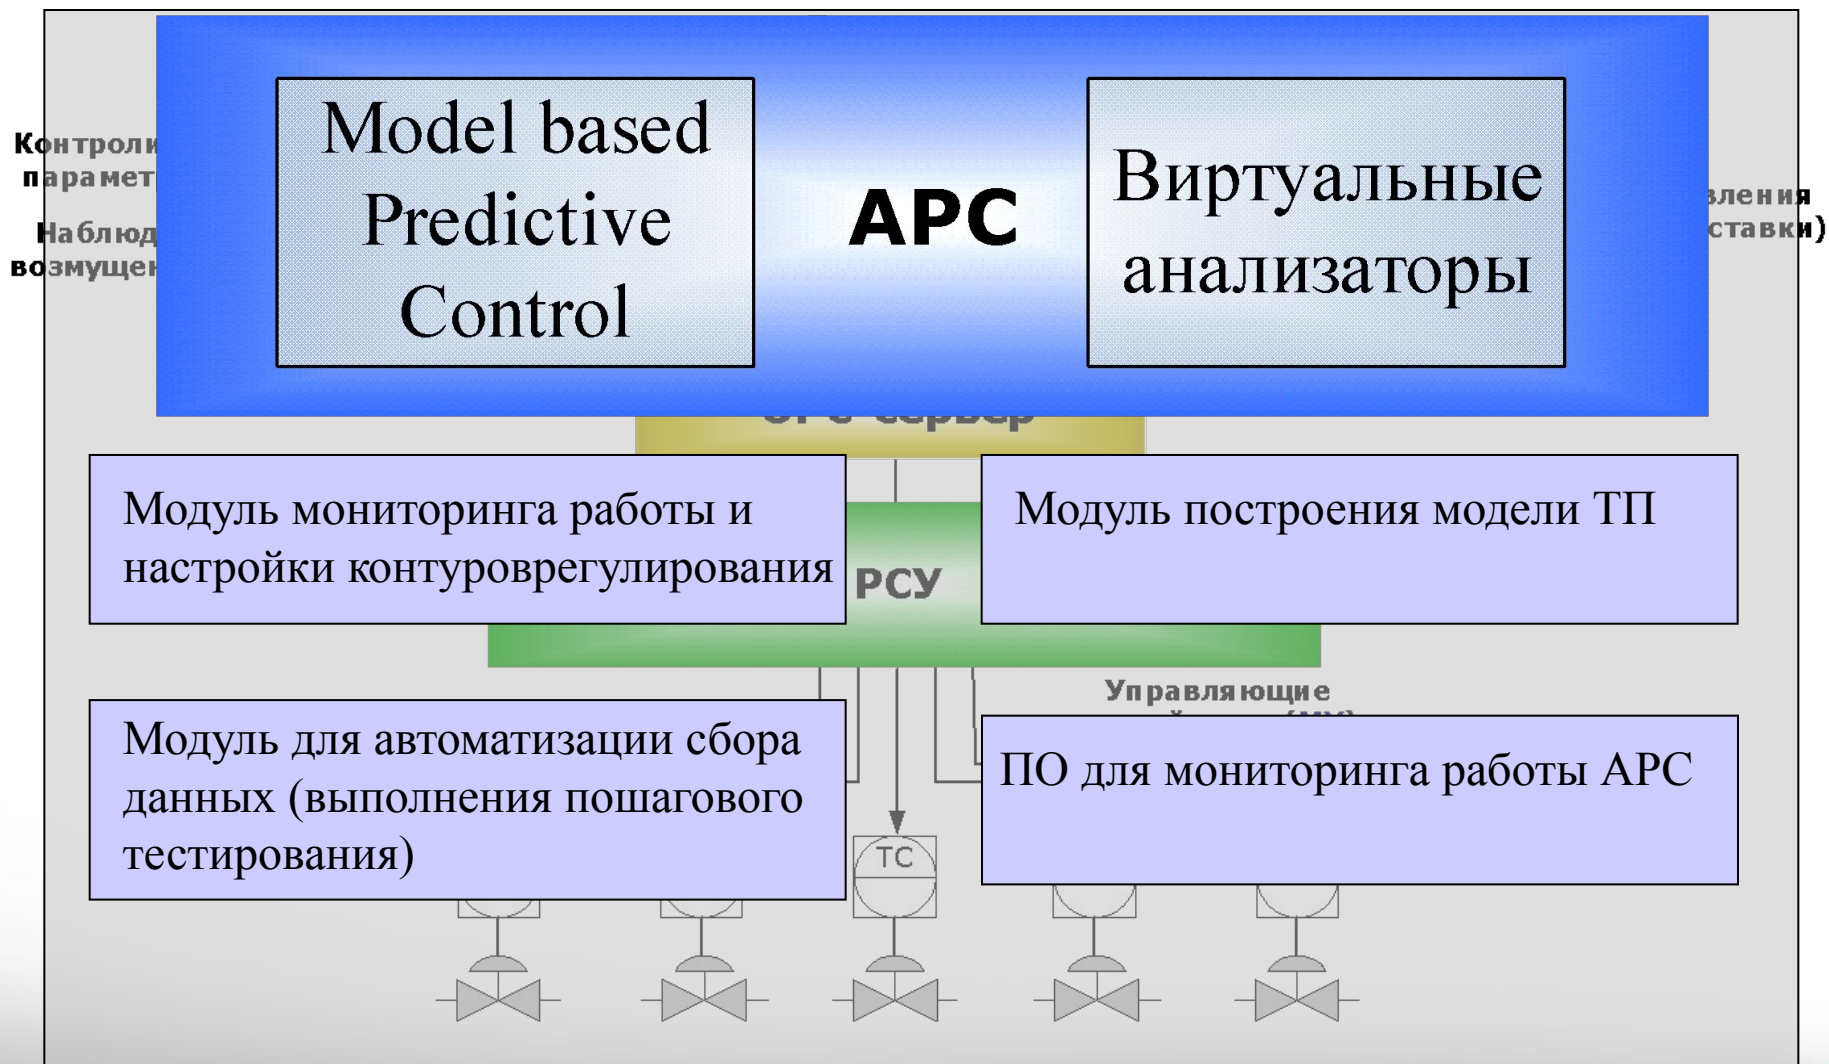 Model based
Predictive
Control
APC
Виртуальные
анализаторы
Модуль мониторинга работы и
настройки контуроврегулирования
Модуль построения модели ТП
РСУ
Управляющие
Модуль для автоматизации сбора
данных (выполнения пошагового
тестирования)
ПО для мониторинга работы АРС
TC